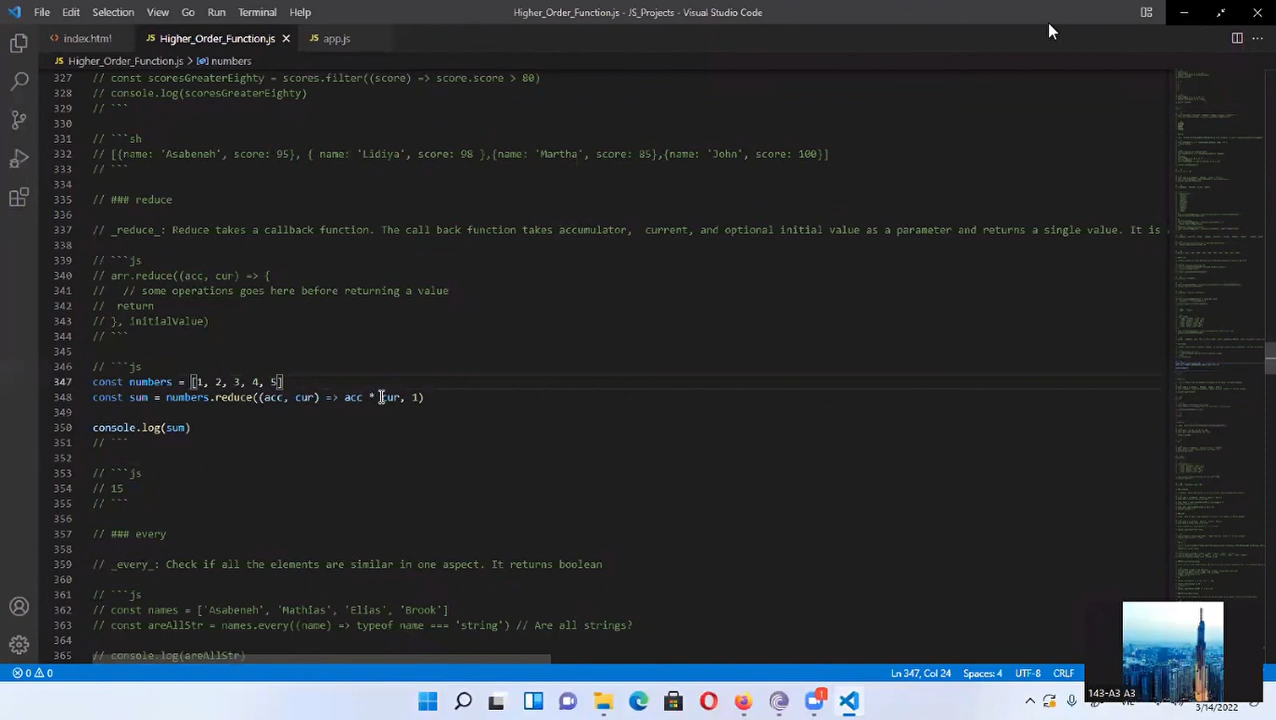 File Edit Selection View Go Run Terminal Help
Higher_Order_Function.js - JS_Projects - Visual Studio Code
index.html
JS Higher_Order_Function.js
JS app.js
JS Higher_Order_Function.js > numbers
327 // const scoresGreaterEighty = scores.filter((score) => score.score > 80)
328 // console.log(scoresGreaterEighty)
329 // ```
330
331 // ```sh
332 // [{name: 'Asabeneh', score: 95}, { name: 'Lidiya', score: 98 },{name: 'Martha', score: 85},{name: 'John', score: 100}]
333 // ```
334
335 // ### reduce
336
337 // _reduce_: Reduce takes a callback function. The call back function takes accumulator, current, and optional initial value as a parameter and returns a single value. It is
338
339 // ```js
340 // arr.reduce((acc, cur) => {
341 // // some operations goes here before returning a value
342 // return
343 // }, initialValue)
344 // ```
345
346 // ```js
347 const numbers = [1, 2, 3, 4, 5]
348 const sum = numbers.reduce((acc, cur) => acc * cur, 1)
349
350 console.log(sum)
351 // ```
352
353 // ```js
354 // 15
355 // ```
356
357 // ### every
358
359 // _every_: Check if all the elements are similar in one aspect. It returns boolean
360
361 // ```js
362 // const names = ['Asabeneh', 'Mathias', 'Elias', 'Brook']
363 // const areAllStr = names.every((name) => typeof name === 'string') // Are all strings?
364
365 // console.log(areAllStr)
0 0
Ln 347, Col 24 Spaces: 4 UTF-8 CRLF
143-A3 A3
1
3/14/2022